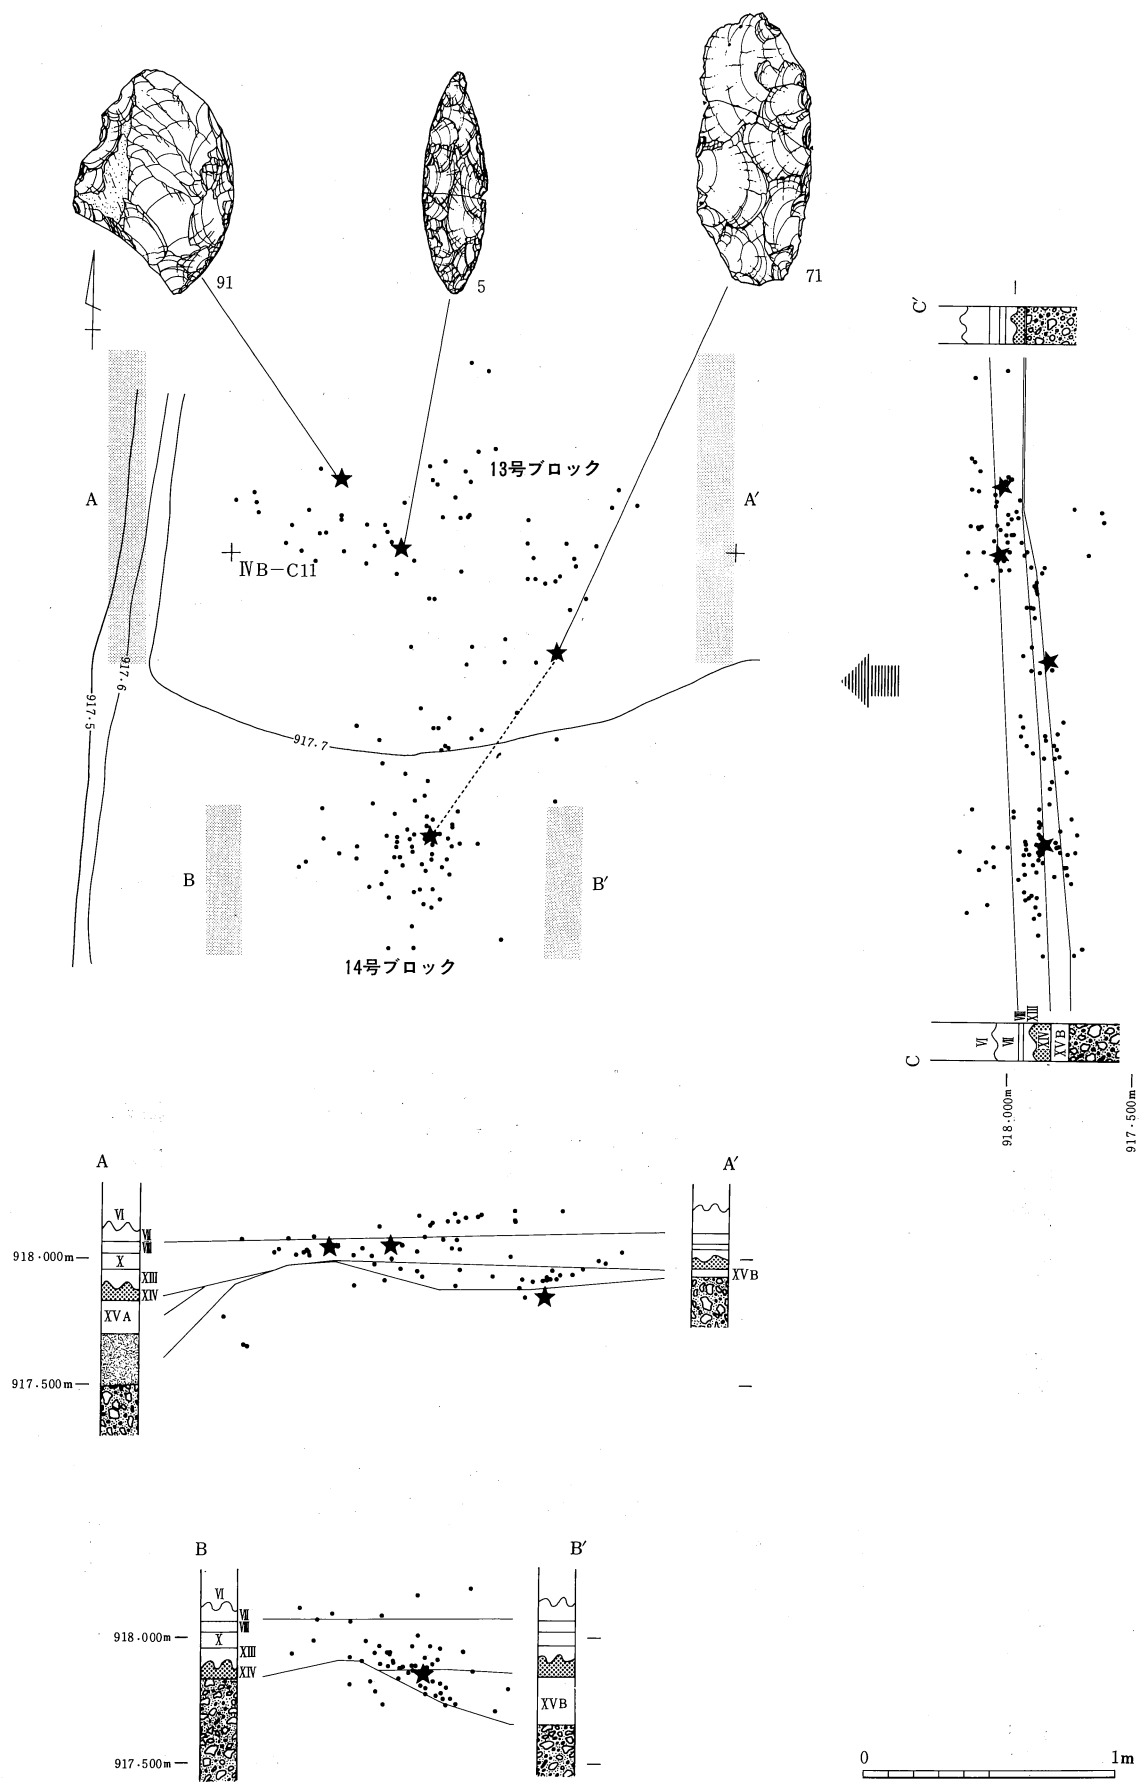 91
5
71
C′
13号ブロック
A
A′
ⅣB−C11
917.6
917.5
917.7
B
B′
14号ブロック
Ⅵ
Ⅶ
Ⅷ
ⅩⅢ
ⅩⅣ
ⅩⅤB
C
918.000m
917.500m
A
A′
Ⅵ
Ⅶ
Ⅷ
918.000m
Ⅹ
ⅩⅢ
ⅩⅣ
ⅩⅤB
ⅩⅤA
917.500m
B
B′
Ⅵ
Ⅶ
Ⅷ
918.000m
Ⅹ
ⅩⅢ
ⅩⅣ
ⅩⅤB
917.500m
0
1m